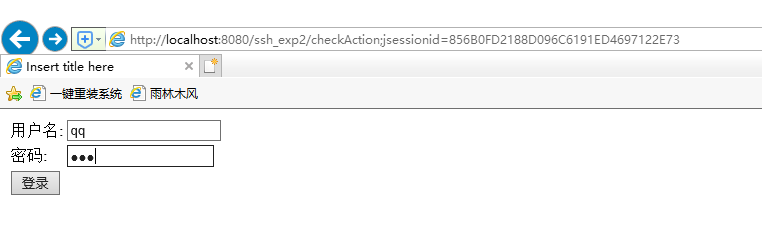 http://localhost:8080/ssh_exp2/checkAction;jsessionid=856B0FD2188D096C6191ED4697122E73
Insert title here
一键重装系统 雨林木风
用户名: qq
密码: ●●●
登录